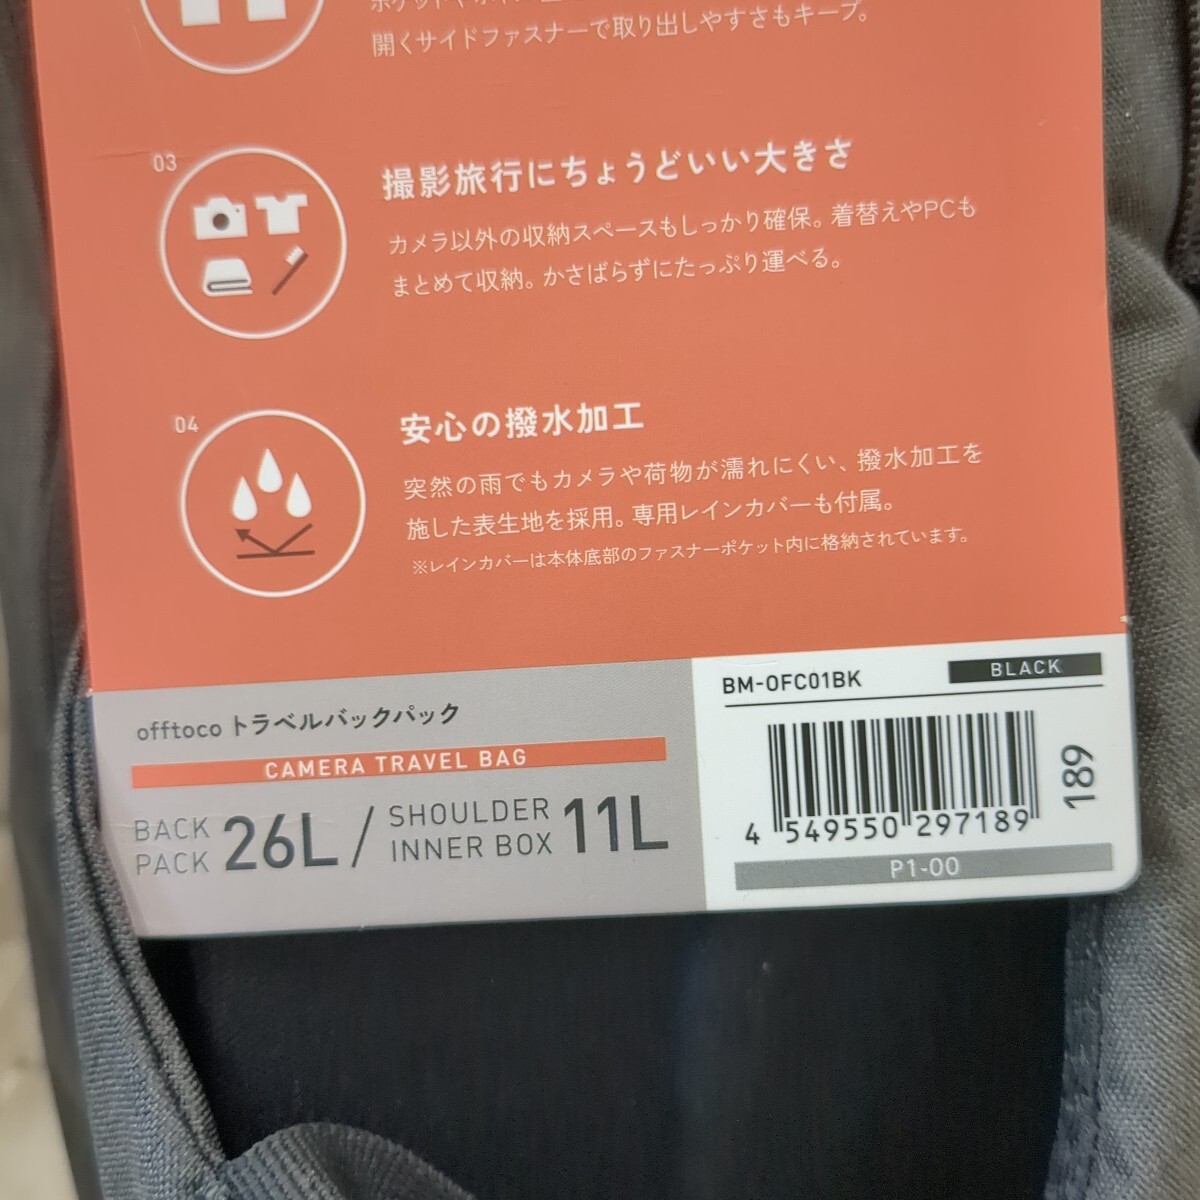 開くサイドファスナーで取り出しやすさもキープ。
03
撮影旅行にちょうどいい大きさ
カメラ以外の収納スペースもしっかり確保。着替えやPCも
まとめて収納。かさばらずにたっぷり運べる。
04
安心の撥水加工
突然の雨でもカメラや荷物が濡れにくい、撥水加工を
施した表生地を採用。専用レインカバーも付属。
※レインカバーは本体底部のファスナーポケット内に格納されています。
offtoco トラベルバックパック
CAMERA TRAVEL BAG
BACK PACK 26L / SHOULDER INNER BOX 11L
BM-OFC01BK
BLACK
4 549550 297189
189
P1-00